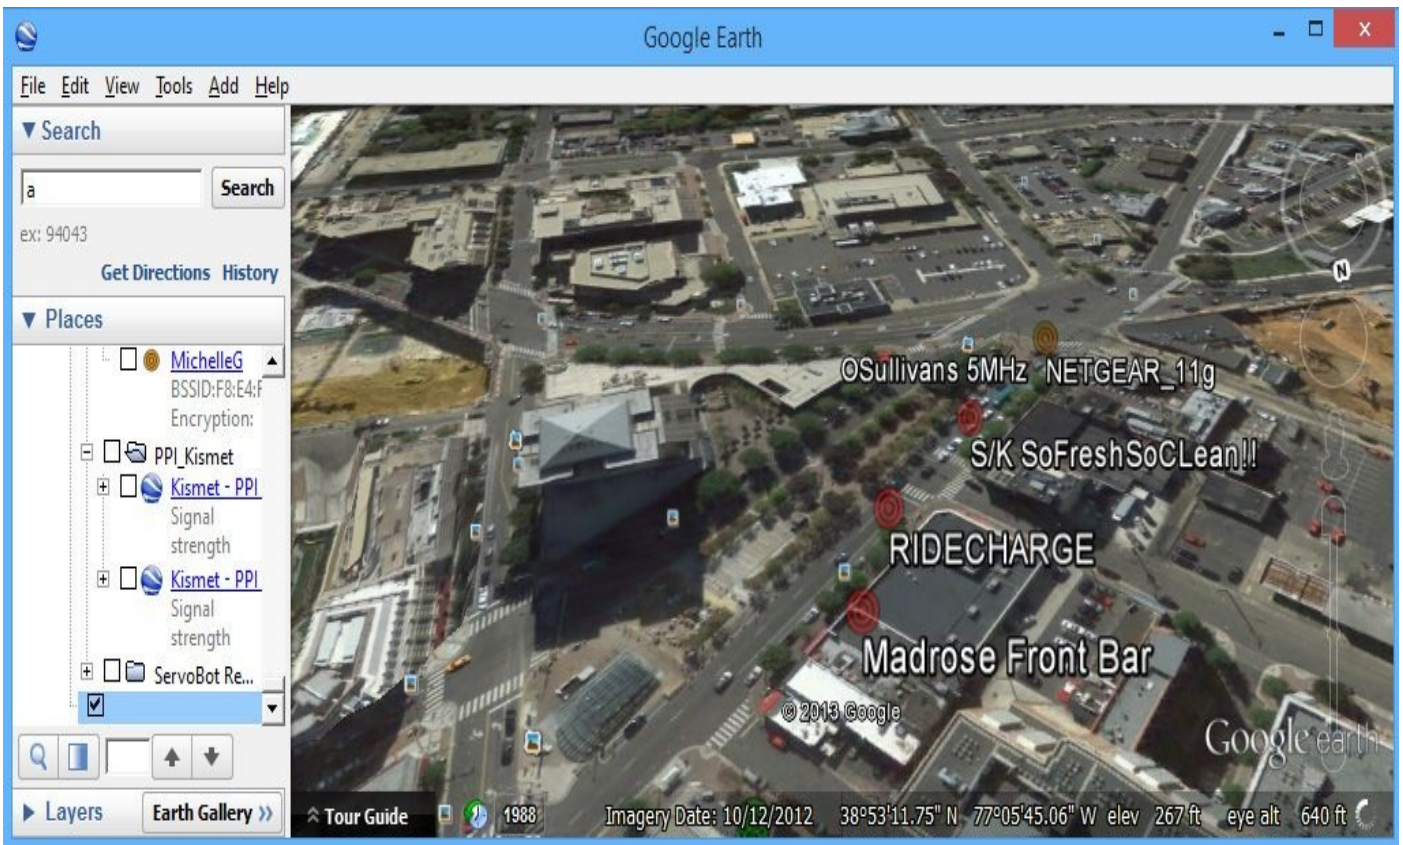 Google Earth
File Edit View Tools Add Help
Search
a
Search
ex: 94043
Get Directions History
Places
MichelleG
BSSID:F8:E4:F
Encryption:
PPI_Kismet
Kismet - PPI
Signal
strength
Kismet - PPI
Signal
strength
ServoBot Re...
Layers
Earth Gallery >>
OSullivans 5MHz NETGEAR_11g
S/K SoFreshSoCLean!!
RIDECHARGE
Madrose Front Bar
© 2013 Google
Google earth
N
Tour Guide
1988
Imagery Date: 10/12/2012 38°53'11.75" N 77°05'45.06" W elev 267 ft eye alt 640 ft